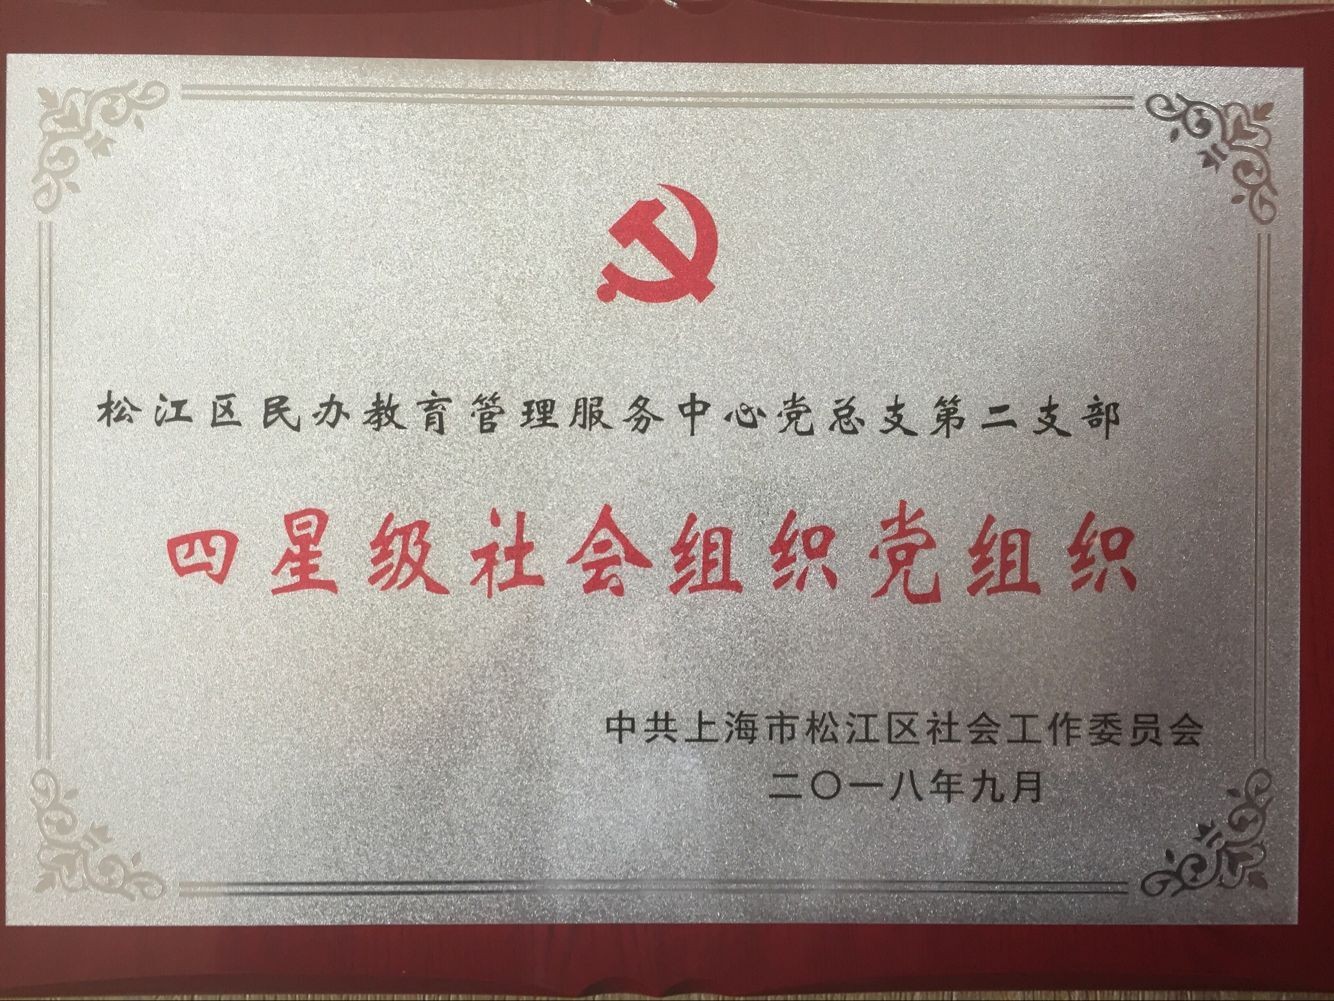 松江区民办教育管理服务中心党总支第二支部
四星级社会组织党组织
中共上海市松江区社会工作委员会
二〇一八年九月